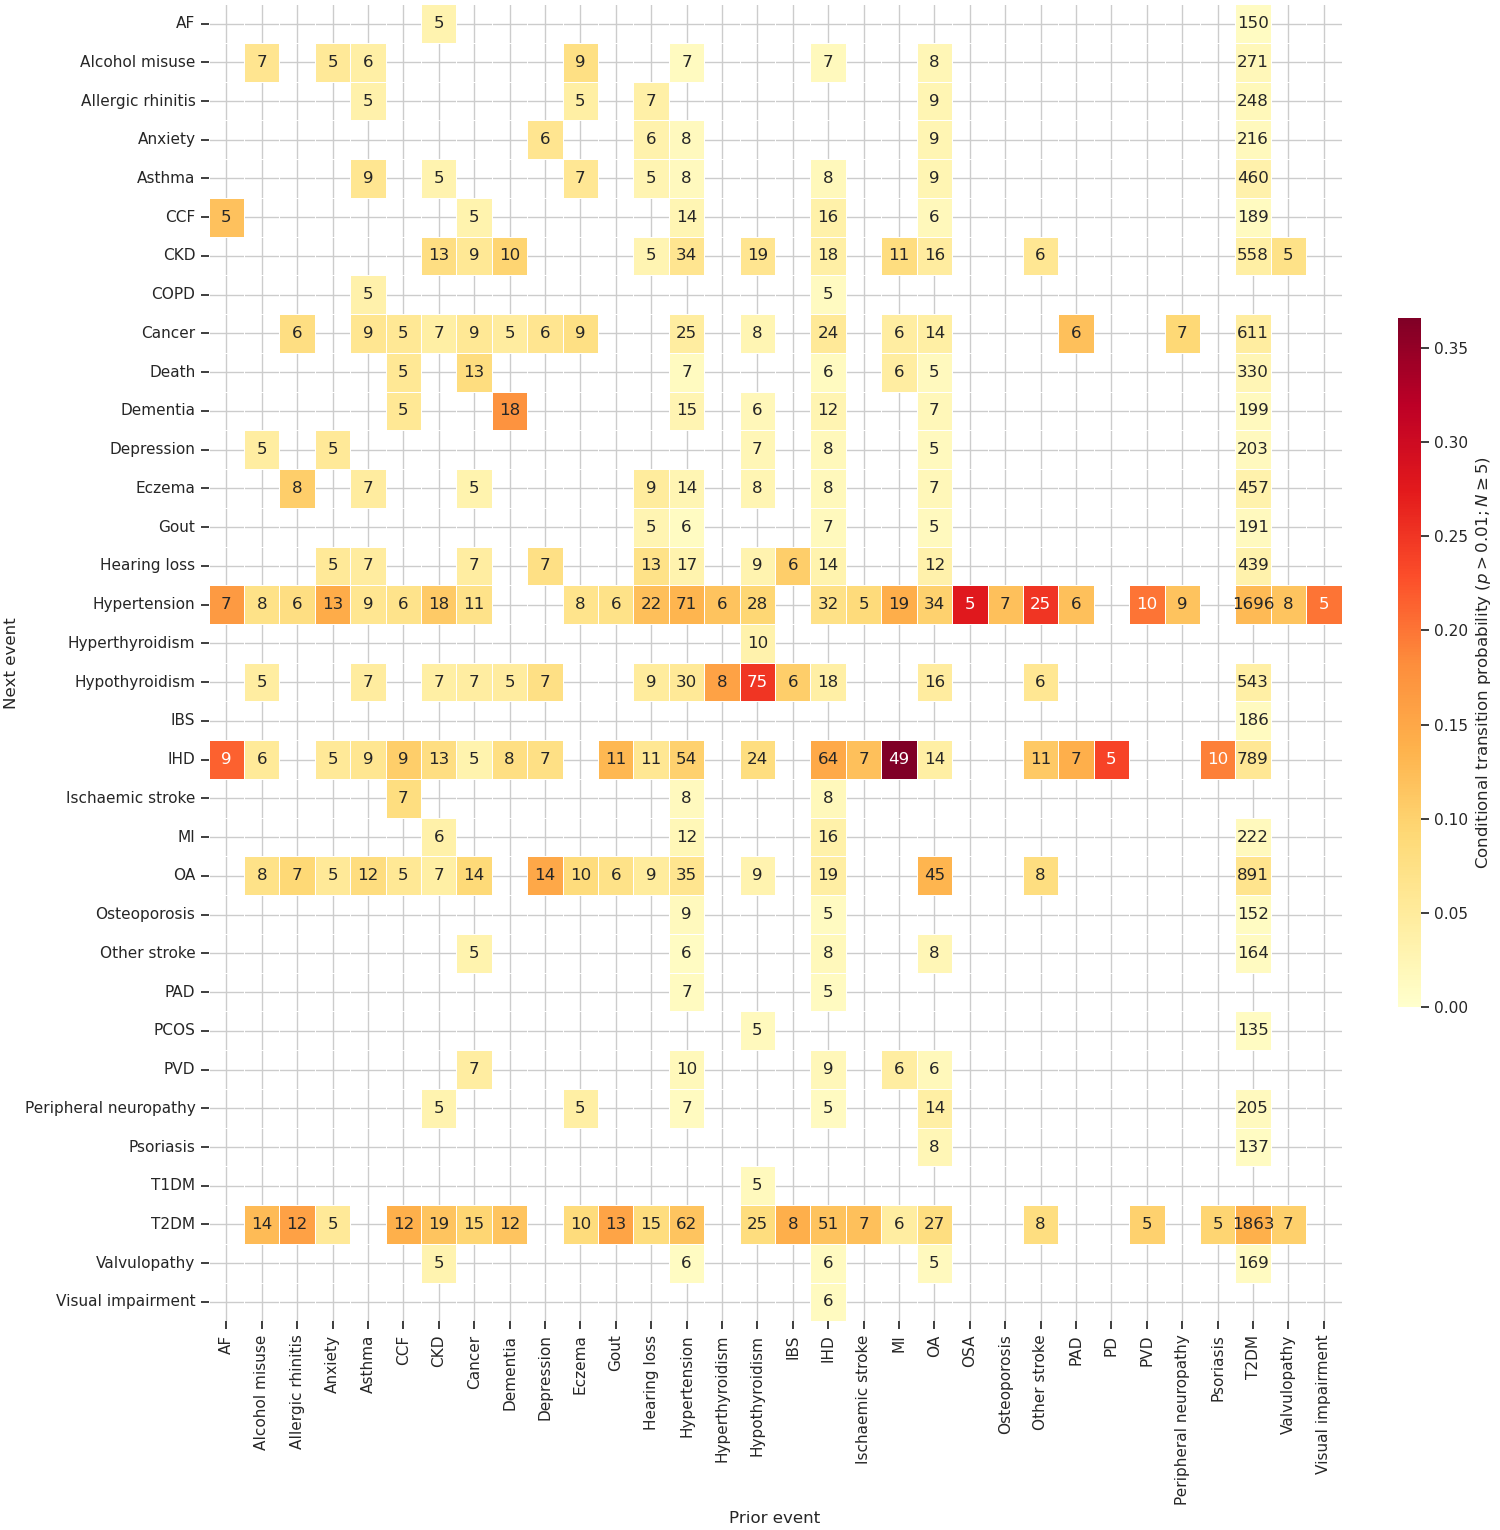 AF 5 150
Alcohol misuse 7 5 6 9 7 7 8 271
Allergic rhinitis 5 5 7 9 248
Anxiety 6 6 8 9 216
Asthma 9 5 7 5 8 8 9 460
CCF 5 5 14 16 6 189
CKD 13 9 10 5 34 19 18 11 16 6 558 5
COPD 5 5
Cancer 6 9 5 7 9 5 6 9 25 8 24 6 14 6 7 611
Death 5 13 7 6 6 5 330
Dementia 5 18 15 6 12 7 199
Depression 5 5 7 8 5 203
Eczema 8 7 5 9 14 8 8 7 457
Gout 5 6 7 5 191
Hearing loss 5 7 7 7 13 17 9 6 14 12 439
Hypertension 7 8 6 13 9 6 18 11 8 6 22 71 6 28 32 5 19 34 5 7 25 6 10 9 1696 8 5
Hyperthyroidism 10
Hypothyroidism 5 7 7 7 5 7 9 30 8 75 6 18 16 6 543
IBS 186
IHD 9 6 5 9 9 13 5 8 7 11 11 54 24 64 7 49 14 11 7 5 10 789
Ischaemic stroke 7 8 8
MI 6 12 16 222
OA 8 7 5 12 5 7 14 14 10 6 9 35 9 19 45 8 891
Osteoporosis 9 5 152
Other stroke 5 6 8 8 164
PAD 7 5
PCOS 5 135
PVD 7 10 9 6 6
Peripheral neuropathy 5 5 7 5 14 205
Psoriasis 8 137
T1DM 5
T2DM 14 12 5 12 19 15 12 10 13 15 62 25 8 51 7 6 27 8 5 5 1863 7
Valvulopathy 5 6 6 5 169
Visual impairment 6
Next event
AF
Alcohol misuse
Allergic rhinitis
Anxiety
Asthma
CCF
CKD
Cancer
Dementia
Depression
Eczema
Gout
Hearing loss
Hypertension
Hyperthyroidism
Hypothyroidism
IBS
IHD
Ischaemic stroke
MI
OA
OSA
Osteoporosis
Other stroke
PAD
PD
PVD
Peripheral neuropathy
Psoriasis
T2DM
Valvulopathy
Visual impairment
Prior event
0.35
0.30
0.25
0.20
0.15
0.10
0.05
0.00
Conditional transition probability (p > 0.01; N ≥ 5)